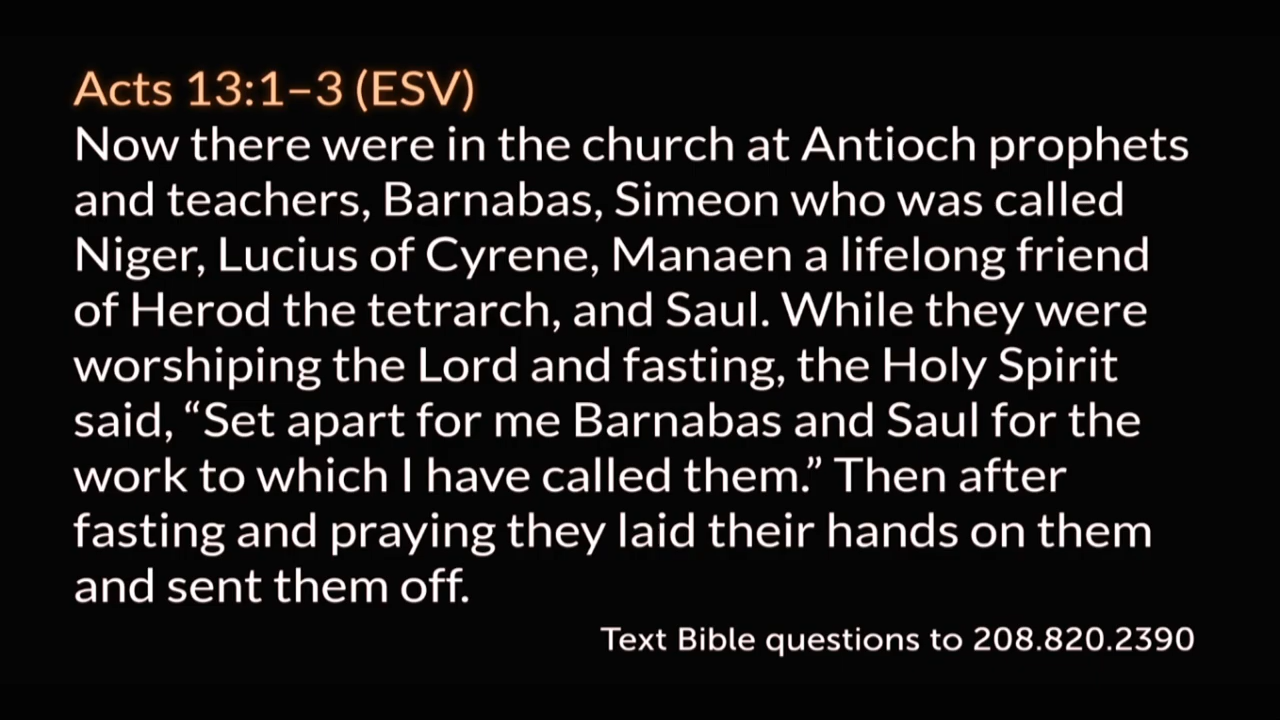 Acts 13:1–3 (ESV)
Now there were in the church at Antioch prophets
and teachers, Barnabas, Simeon who was called
Niger, Lucius of Cyrene, Manaen a lifelong friend
of Herod the tetrarch, and Saul. While they were
worshiping the Lord and fasting, the Holy Spirit
said, “Set apart for me Barnabas and Saul for the
work to which I have called them.” Then after
fasting and praying they laid their hands on them
and sent them off.
Text Bible questions to 208.820.2390